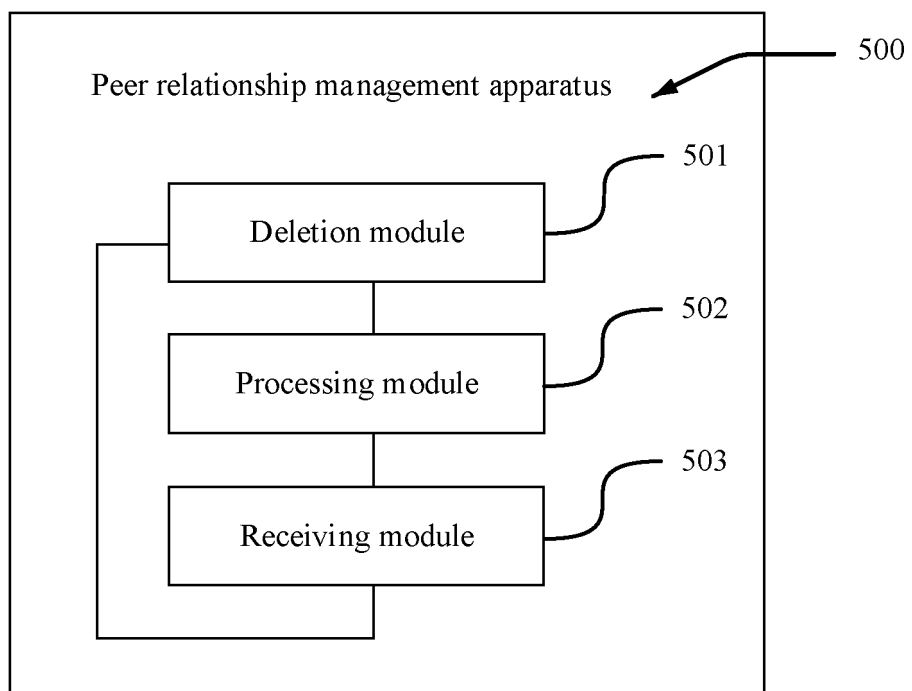 500
Peer relationship management apparatus
501
Deletion module
502
Processing module
503
Receiving module